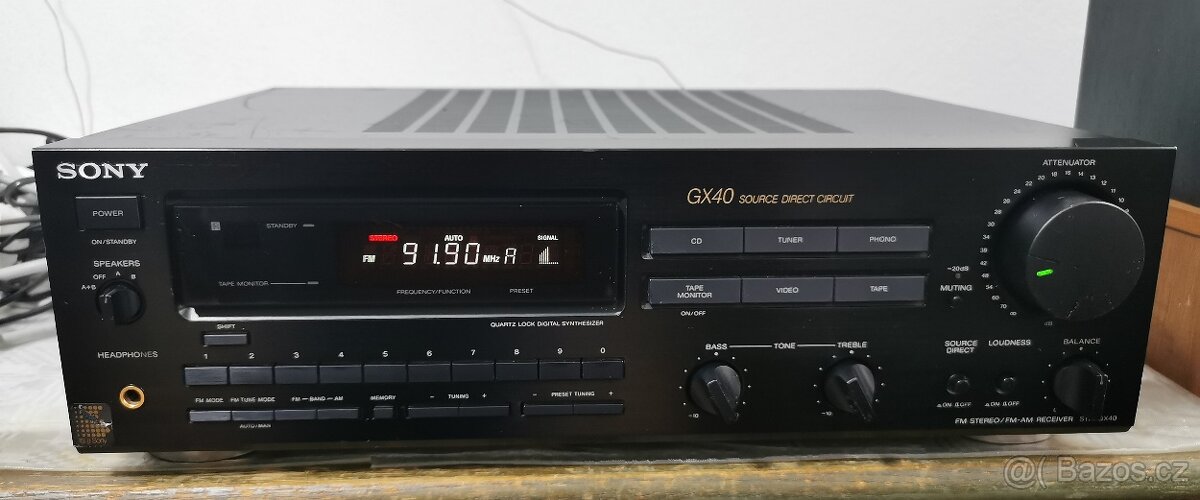 SONY
POWER
ON/STANDBY
SPEAKERS
OFF A B
A+B
HEADPHONES
STANDBY
TAPE MONITOR
STEREO
AUTO
SIGNAL
FM 91.90 MHz A
FREQUENCY/FUNCTION
PRESET
QUARTZ LOCK DIGITAL SYNTHESIZER
SHIFT
1 2 3 4 5 6 7 8 9 0
FM MODE
FM TUNE MODE
AUTO/MAN
FM — BAND — AM
MEMORY
- TUNING +
- PRESET TUNING +
GX40 SOURCE DIRECT CIRCUIT
CD
TUNER
PHONO
TAPE MONITOR
VIDEO
TAPE
ON/OFF
BASS — TONE — TREBLE
-10
-10
ATTENUATOR
-20dB
MUTING
SOURCE DIRECT
LOUDNESS
BALANCE
ON OFF
ON OFF
FM STEREO/FM-AM RECEIVER
Bazos.cz